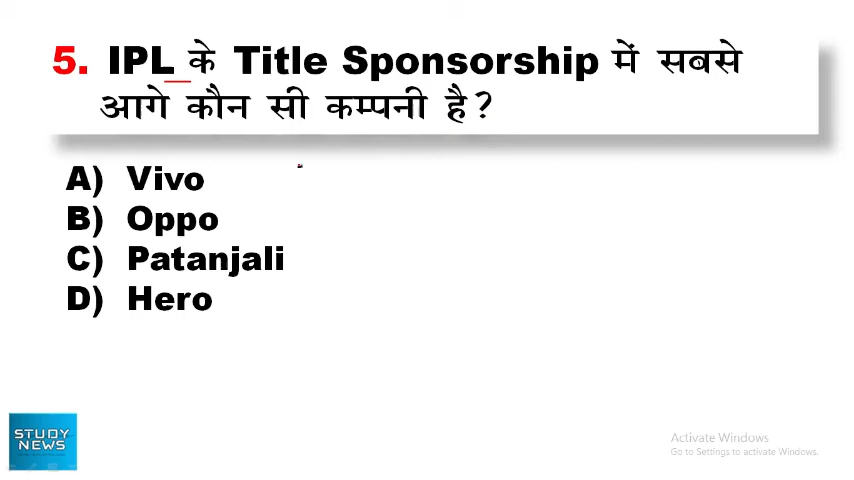 5. IPL के Title Sponsorship में सबसे
आगे कौन सी कम्पनी है?
A) Vivo
B) Oppo
C) Patanjali
D) Hero
STUDY
NEWS
Activate Windows
Go to Settings to activate Windows.